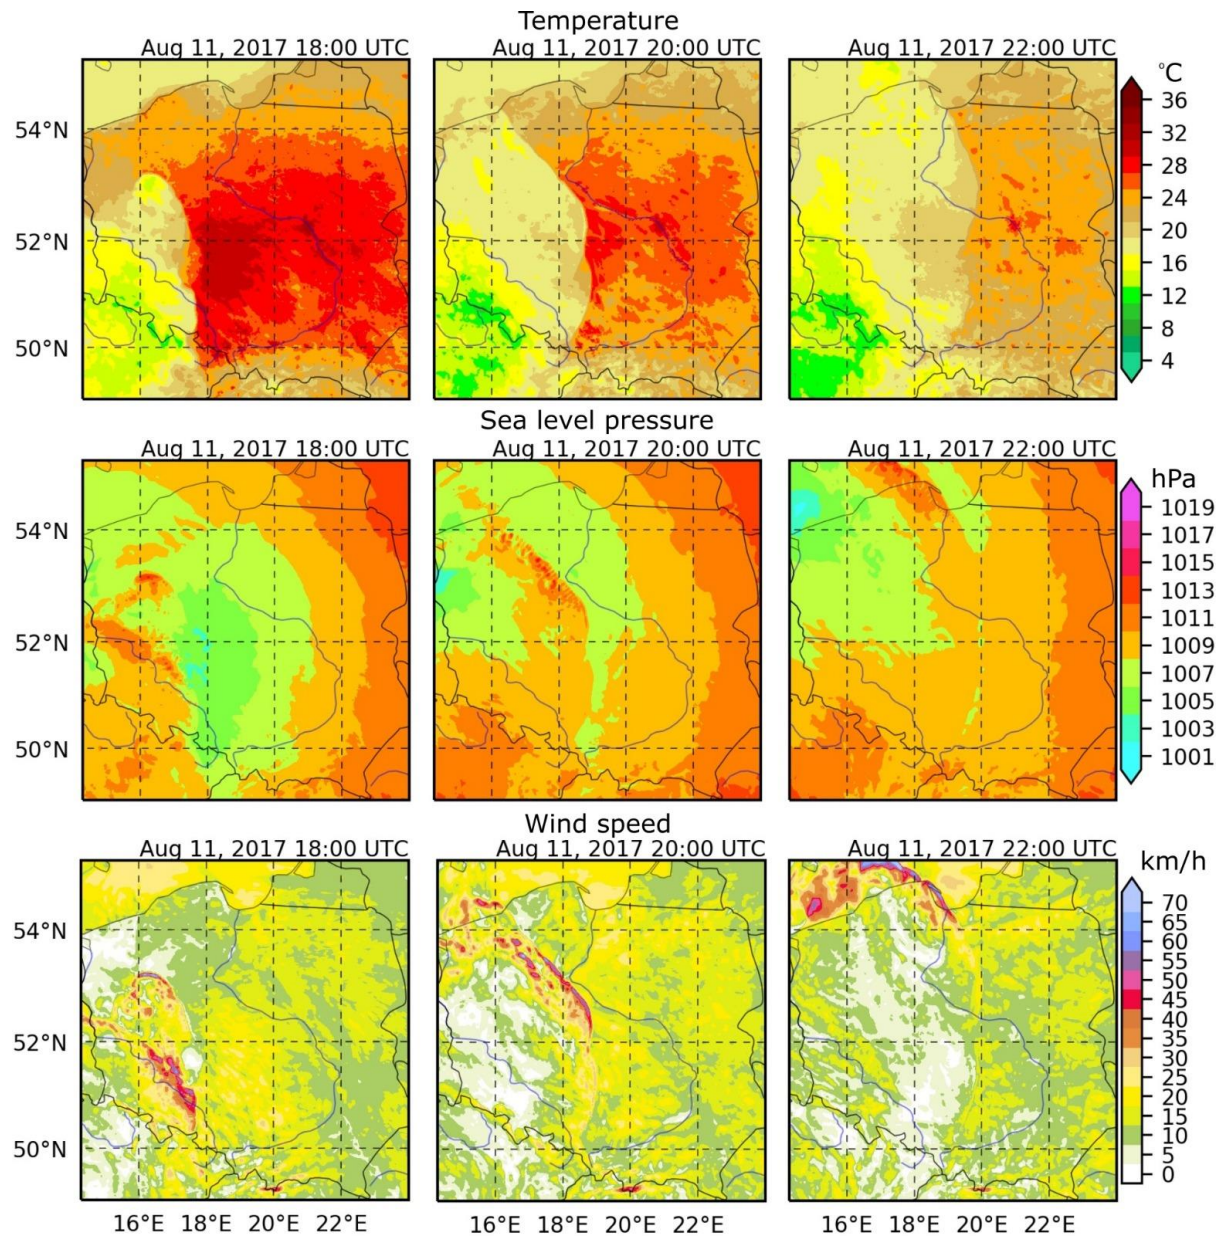 Temperature
Aug 11, 2017 18:00 UTC Aug 11, 2017 20:00 UTC Aug 11, 2017 22:00 UTC
°C
36
32
54°N
28
24
52°N
20
16
12
50°N
8
4
Sea level pressure
Aug 11, 2017 18:00 UTC Aug 11, 2017 20:00 UTC Aug 11, 2017 22:00 UTC
hPa
1019
54°N
1017
1015
1013
1011
52°N
1009
1007
1005
50°N
1003
1001
Wind speed
Aug 11, 2017 18:00 UTC Aug 11, 2017 20:00 UTC Aug 11, 2017 22:00 UTC
km/h
70
65
54°N
60
55
50
45
40
52°N
35
30
25
20
15
50°N
10
5
0
16°E 18°E 20°E 22°E 16°E 18°E 20°E 22°E 16°E 18°E 20°E 22°E